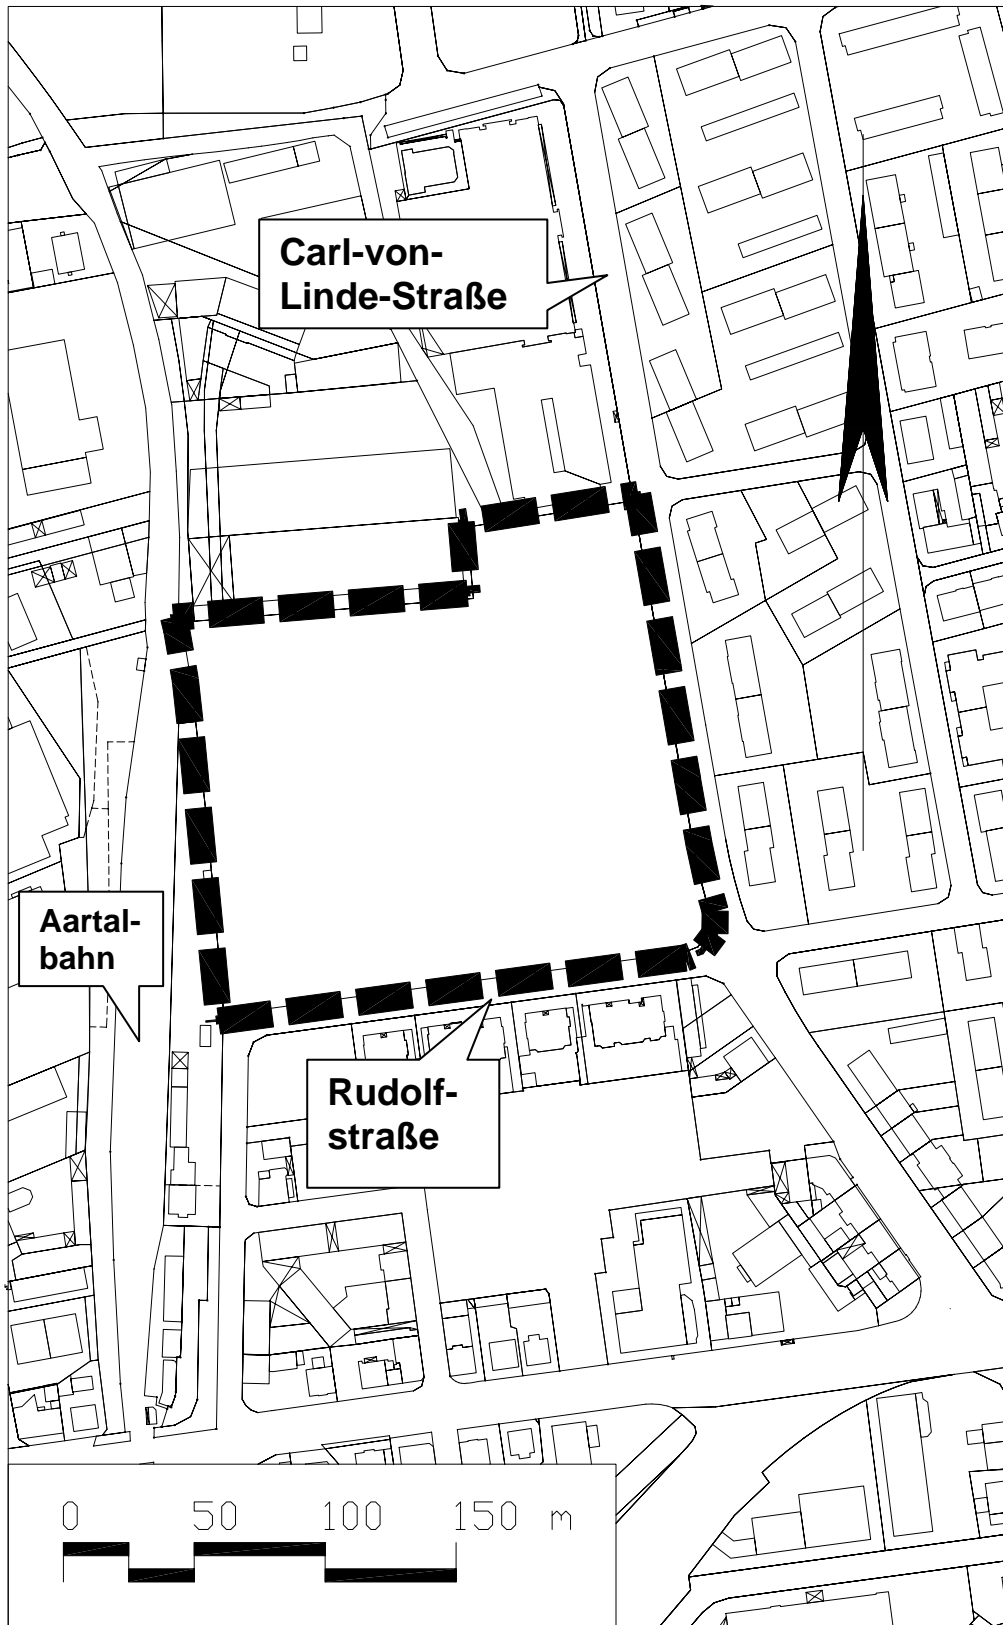 Carl-von-
Linde-Straße
Aartal-
bahn
Rudolf-
straße
0 50 100 150 m